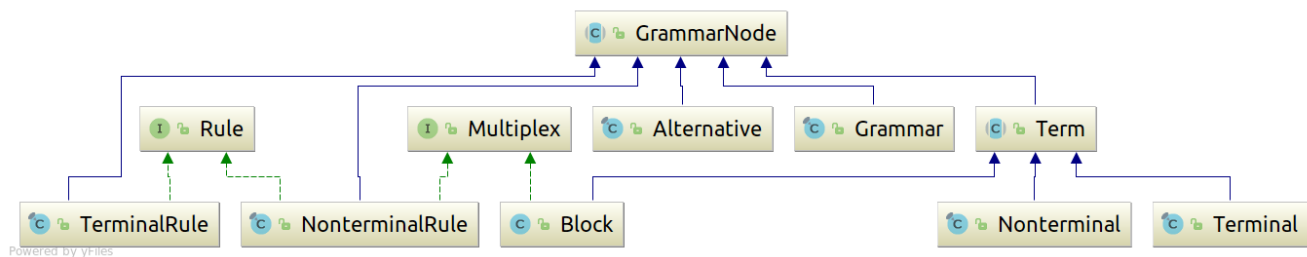 GrammarNode
Rule
Multiplex
Alternative
Grammar
Term
TerminalRule
NonterminalRule
Block
Nonterminal
Terminal
Powered by yFiles